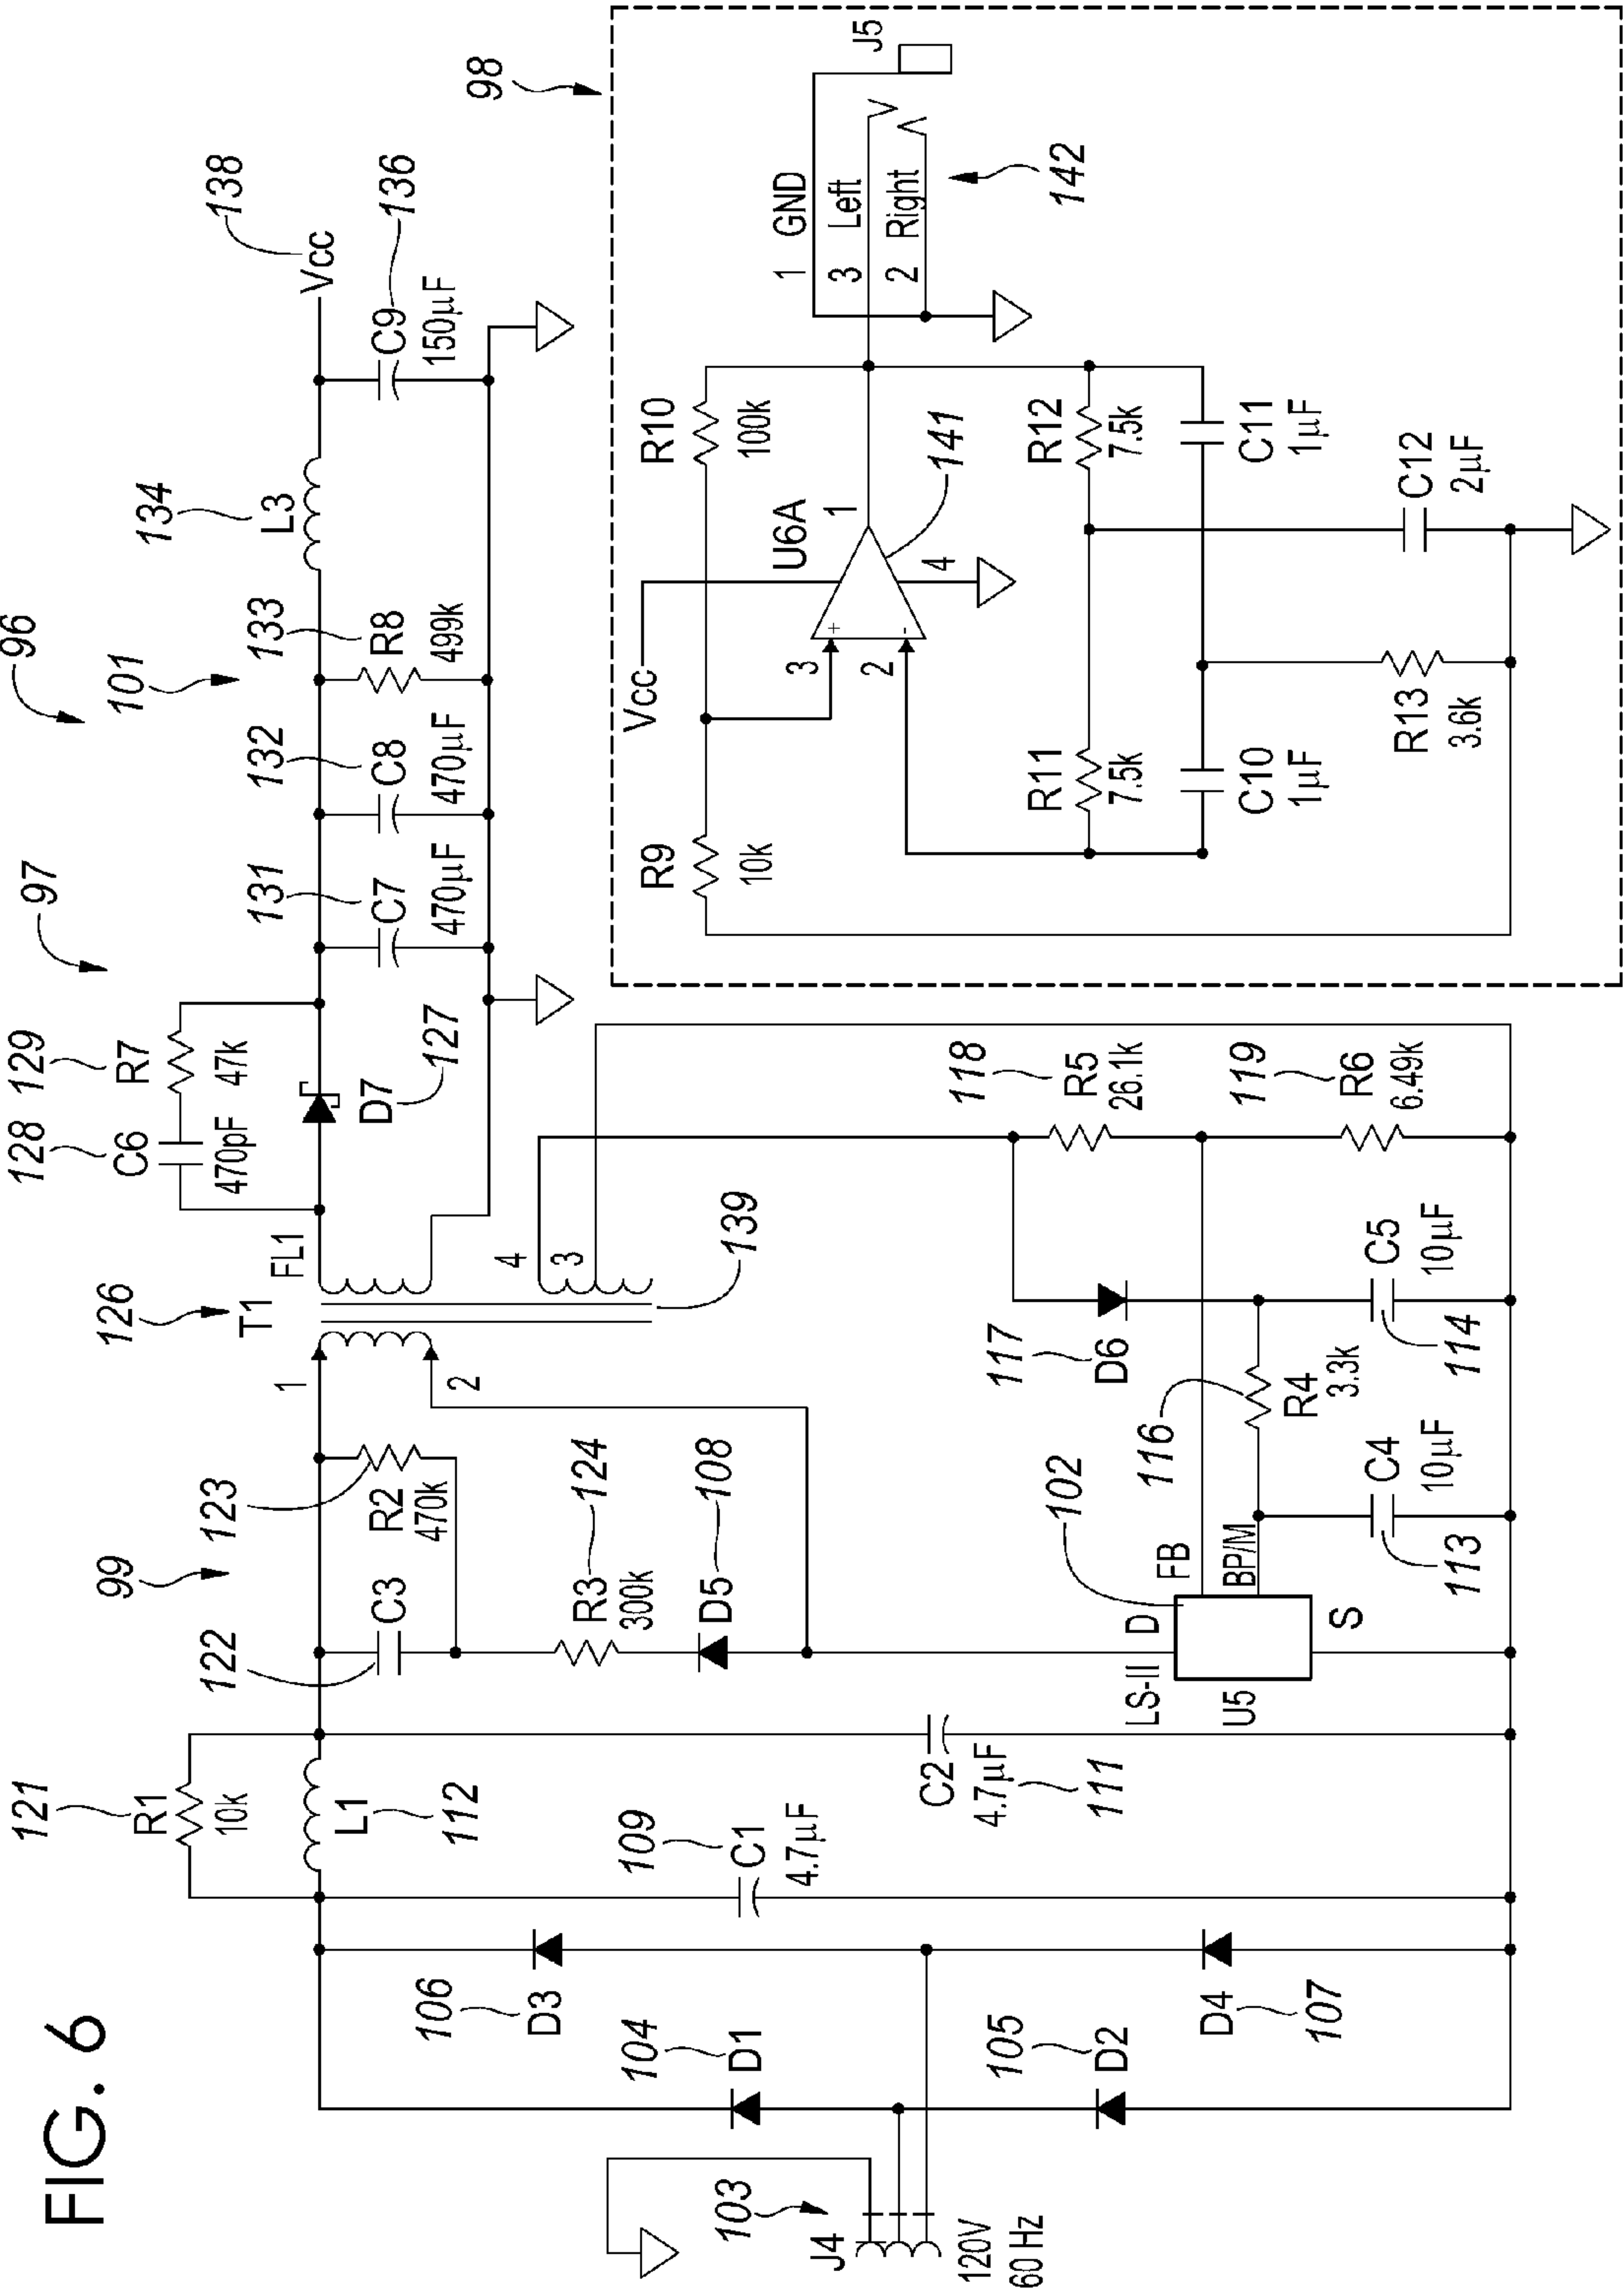 FIG. 6
96
97
101
126
T1
99
128
C6
470pF
129
R7
47k
FL1
D7
127
131
C7
470µF
132
C8
470µF
133
R8
499k
134
L3
138
Vcc
C9
136
150µF
121
R1
10k
L1
112
122
C3
123
R2
470k
R3
124
300k
D5
108
1
2
4
3
139
109
C1
4.7µF
C2
4.7µF
111
106
D3
104
D1
105
D2
D4
107
103
J4
120V
60 Hz
102
LS-II
D
FB
BP/M
U5
S
113
C4
10µF
116
R4
3.3k
117
D6
114
C5
10µF
118
R5
26.1k
119
R6
6.49k
98
Vcc
R9
10k
R10
100k
U6A
3
2
1
4
141
R11
7.5k
R12
7.5k
C10
1µF
C11
1µF
R13
3.6k
C12
2µF
1
GND
3
Left
2
Right
J5
142